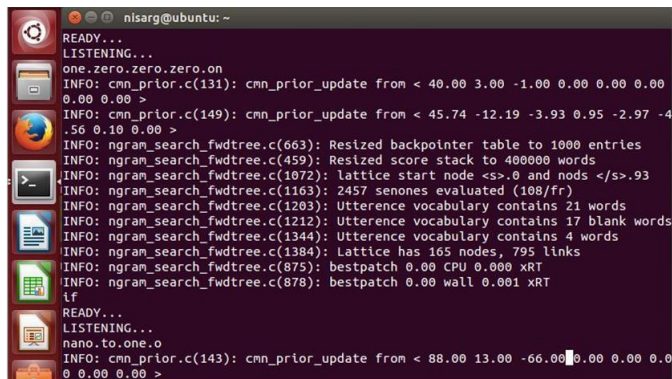 nisarg@ubuntu: ~
READY...
LISTENING...
one.zero.zero.zero.on
INFO: cmn_prior.c(131): cmn_prior_update from < 40.00 3.00 -1.00 0.00 0.00 0.00
0.00 0.00 >
INFO: cmn_prior.c(149): cmn_prior_update from < 45.74 -12.19 -3.93 0.95 -2.97 -4
.56 0.10 0.00 >
INFO: ngram_search_fwdtree.c(663): Resized backpointer table to 1000 entries
INFO: ngram_search_fwdtree.c(459): Resized score stack to 400000 words
INFO: ngram_search_fwdtree.c(1072): lattice start node <s>.0 and nods </s>.93
INFO: ngram_search_fwdtree.c(1163): 2457 senones evaluated (108/fr)
INFO: ngram_search_fwdtree.c(1203): Utterence vocabulary contains 21 words
INFO: ngram_search_fwdtree.c(1212): Utterence vocabulary contains 17 blank words
INFO: ngram_search_fwdtree.c(1344): Utterence vocabulary contains 4 words
INFO: ngram_search_fwdtree.c(1384): Lattice has 165 nodes, 795 links
INFO: ngram_search_fwdtree.c(875): bestpatch 0.00 CPU 0.000 xRT
INFO: ngram_search_fwdtree.c(878): bestpatch 0.00 wall 0.001 xRT
if
READY...
LISTENING...
nano.to.one.o
INFO: cmn_prior.c(143): cmn_prior_update from < 88.00 13.00 -66.00 0.00 0.00 0.0
0 0.00 0.00 >